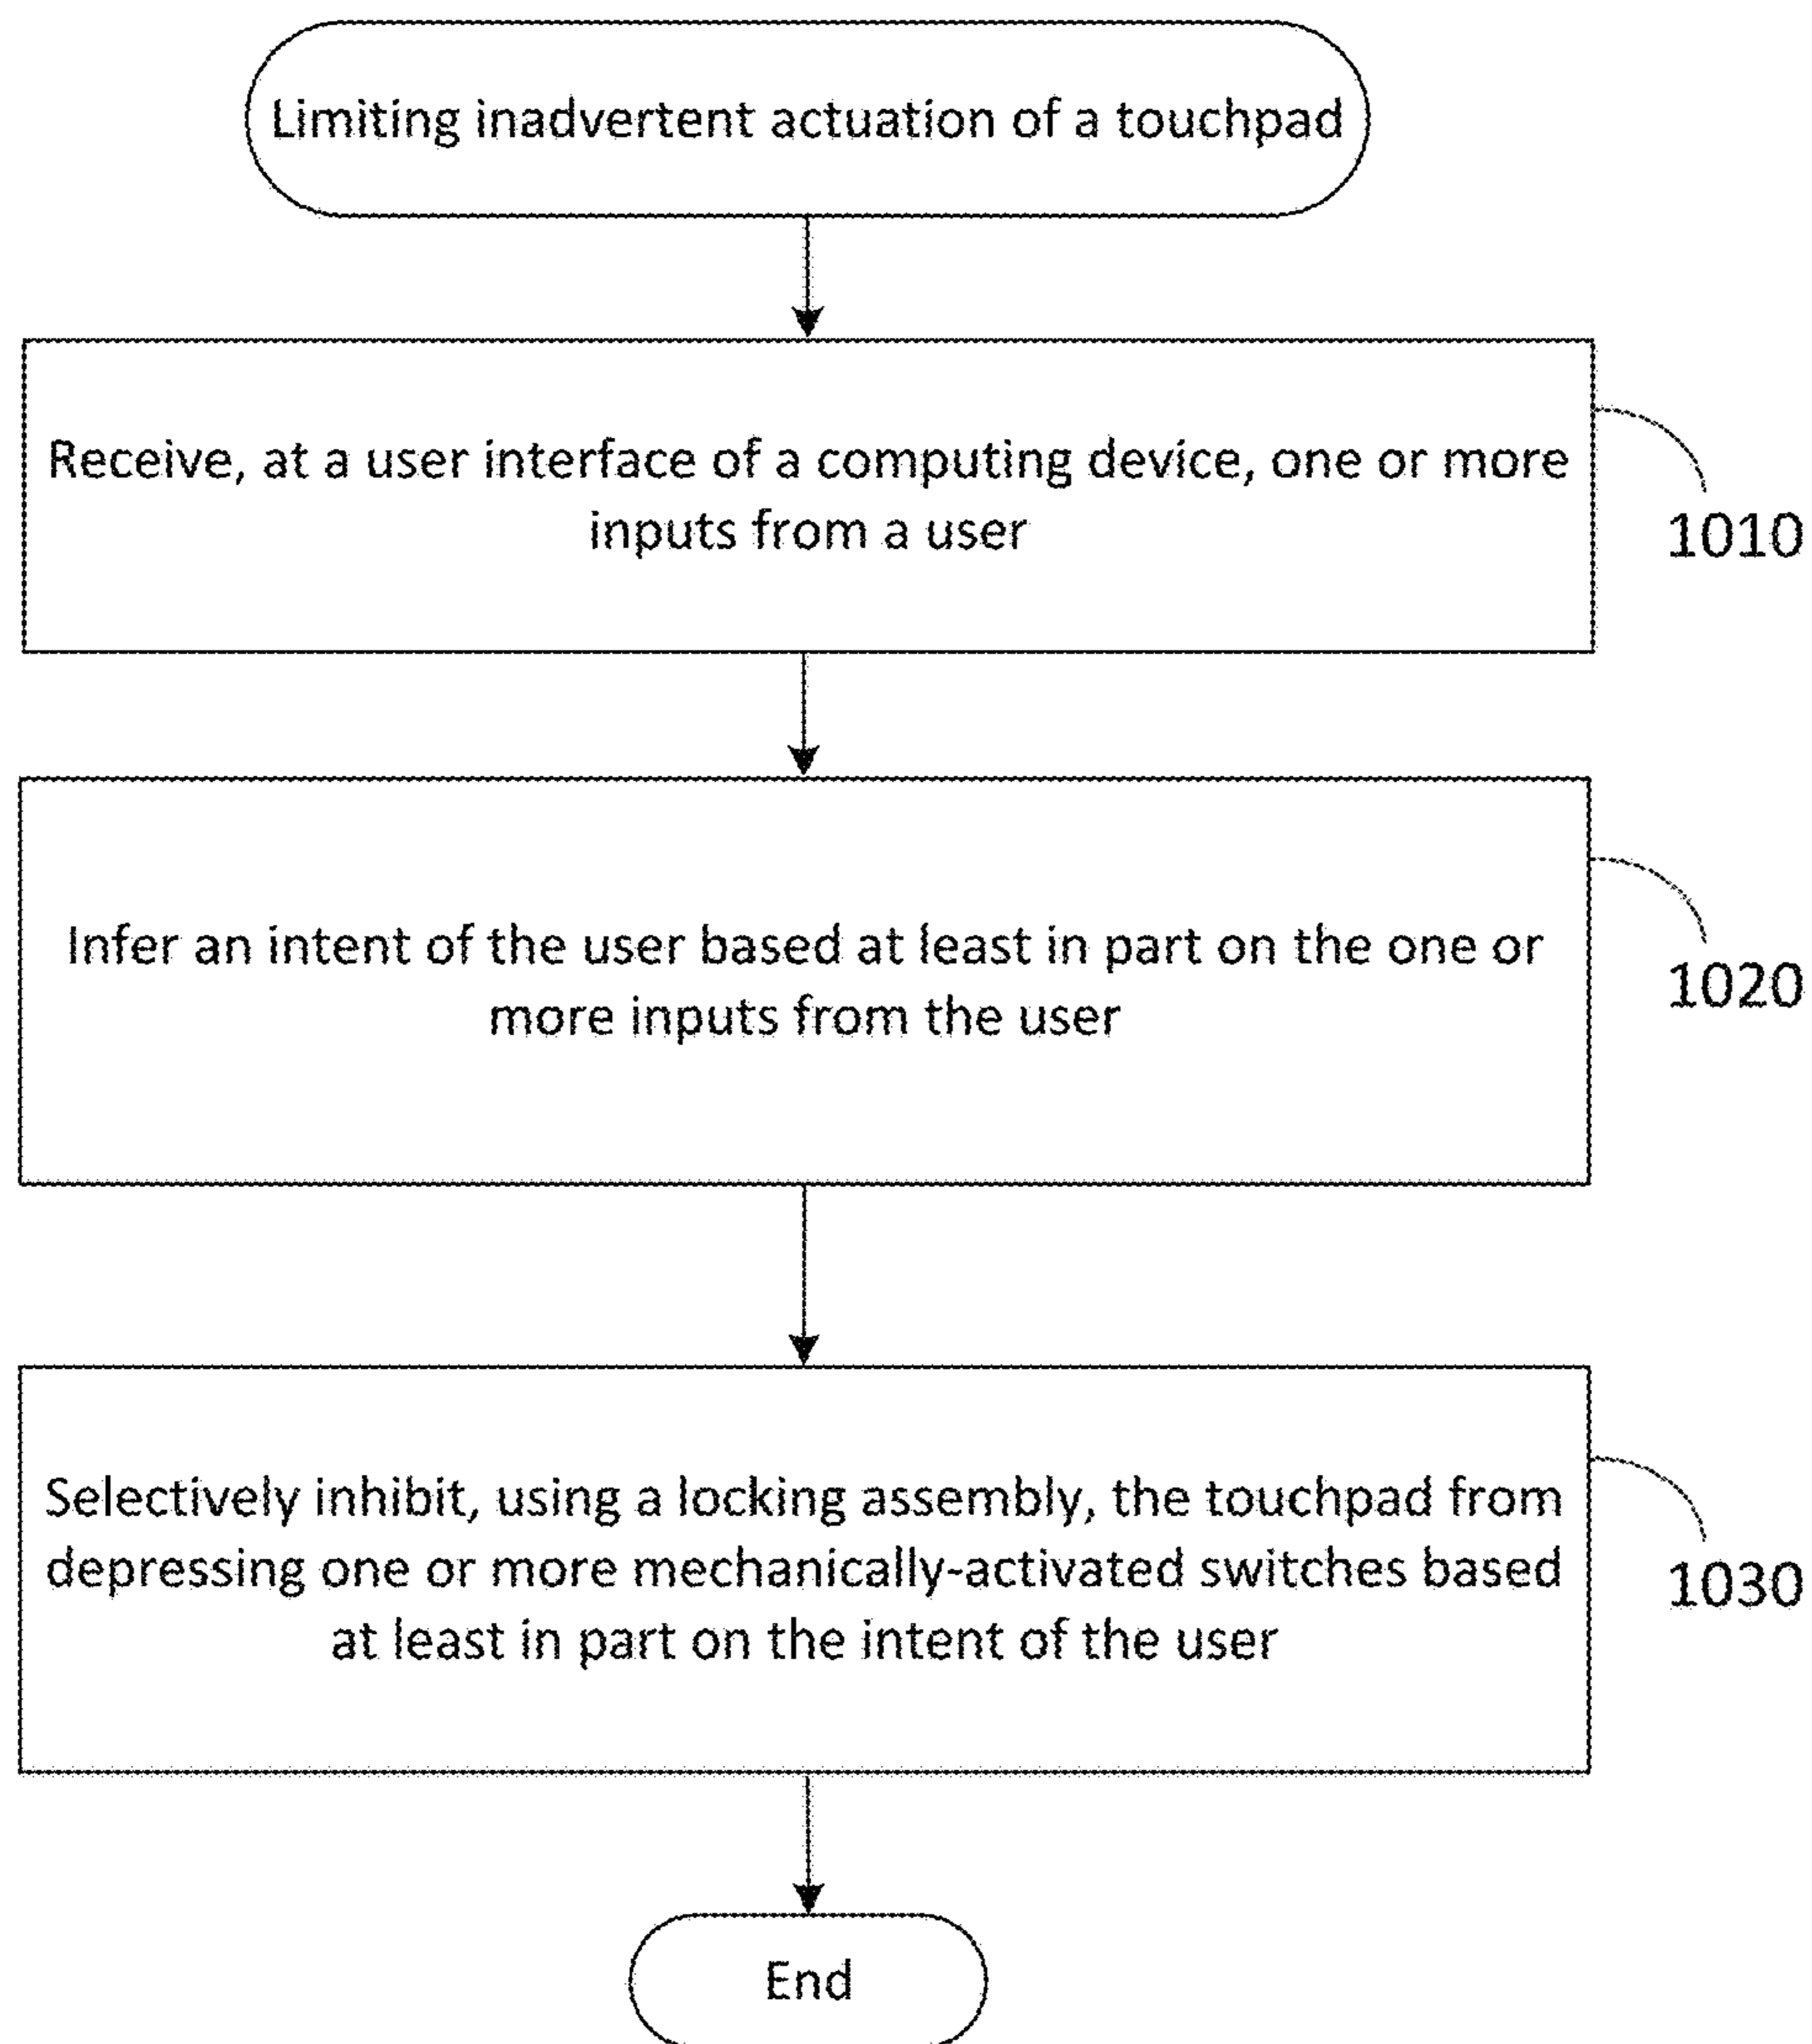 Limiting inadvertent actuation of a touchpad
Receive, at a user interface of a computing device, one or more
inputs from a user
1010
Infer an intent of the user based at least in part on the one or
more inputs from the user
1020
Selectively inhibit, using a locking assembly, the touchpad from
depressing one or more mechanically-activated switches based
at least in part on the intent of the user
1030
End